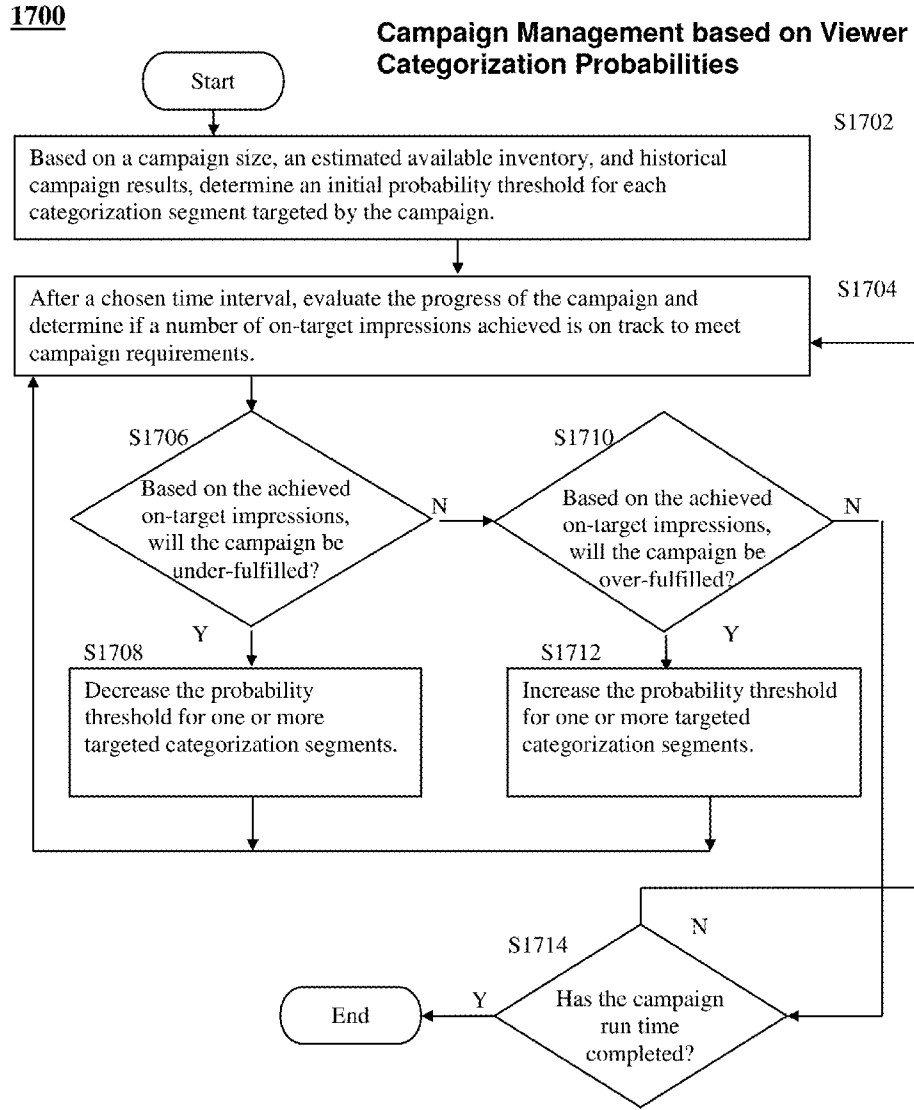 1700
Campaign Management based on Viewer
Categorization Probabilities
Start
S1702
Based on a campaign size, an estimated available inventory, and historical
campaign results, determine an initial probability threshold for each
categorization segment targeted by the campaign.
S1704
After a chosen time interval, evaluate the progress of the campaign and
determine if a number of on-target impressions achieved is on track to meet
campaign requirements.
S1706
Based on the achieved
on-target impressions,
will the campaign be
under-fulfilled?
N
S1710
Based on the achieved
on-target impressions,
will the campaign be
over-fulfilled?
N
Y
Y
S1708
Decrease the probability
threshold for one or more
targeted categorization segments.
S1712
Increase the probability threshold
for one or more targeted
categorization segments.
S1714
N
Has the campaign
run time
completed?
Y
End